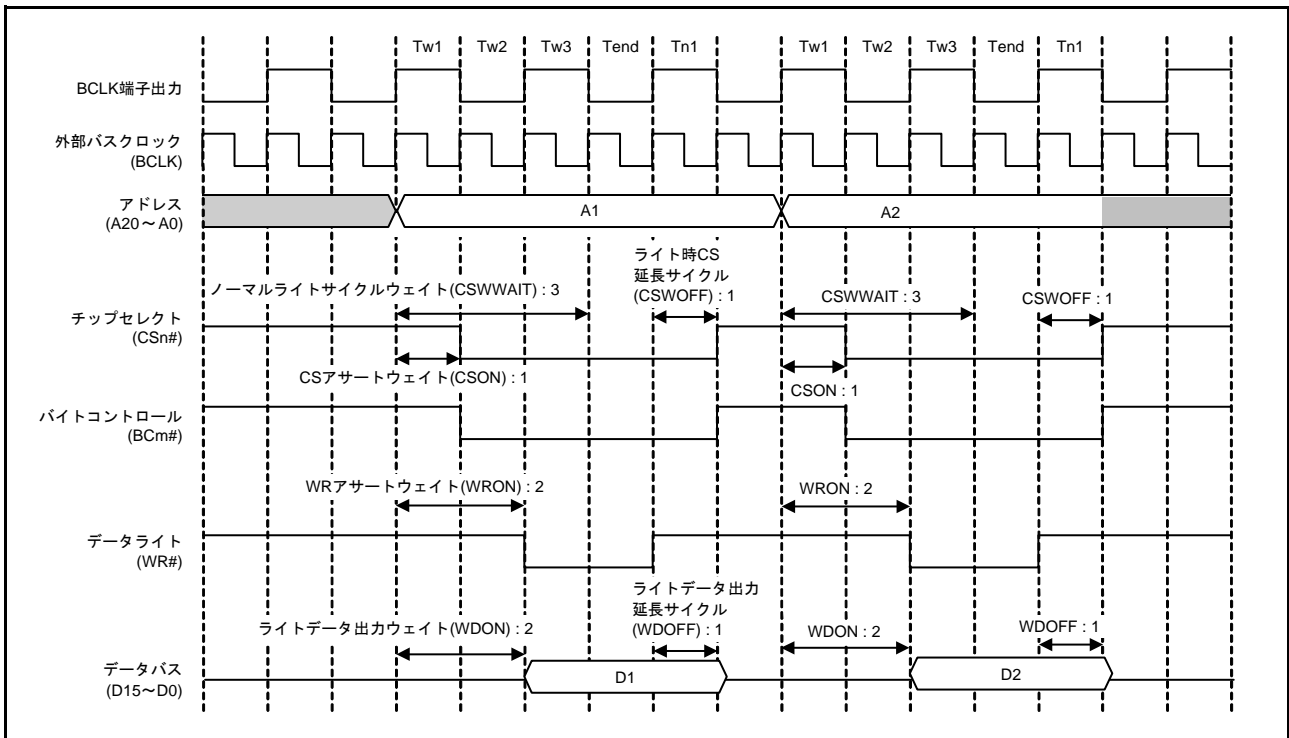 Tw1 Tw2 Tw3 Tend Tn1 Tw1 Tw2 Tw3 Tend Tn1
BCLK端子出力
外部バスクロック
(BCLK)
アドレス
(A20～A0)
A1
A2
ライト時CS
延長サイクル
(CSWOFF) : 1
ノーマルライトサイクルウェイト(CSWWAIT) : 3
CSWWAIT : 3
CSWOFF : 1
チップセレクト
(CSn#)
CSアサートウェイト(CSON) : 1
CSON : 1
バイトコントロール
(BCm#)
WRアサートウェイト(WRON) : 2
WRON : 2
データライト
(WR#)
ライトデータ出力
延長サイクル
(WDOFF) : 1
ライトデータ出力ウェイト(WDON) : 2
WDON : 2
WDOFF : 1
データバス
(D15～D0)
D1
D2